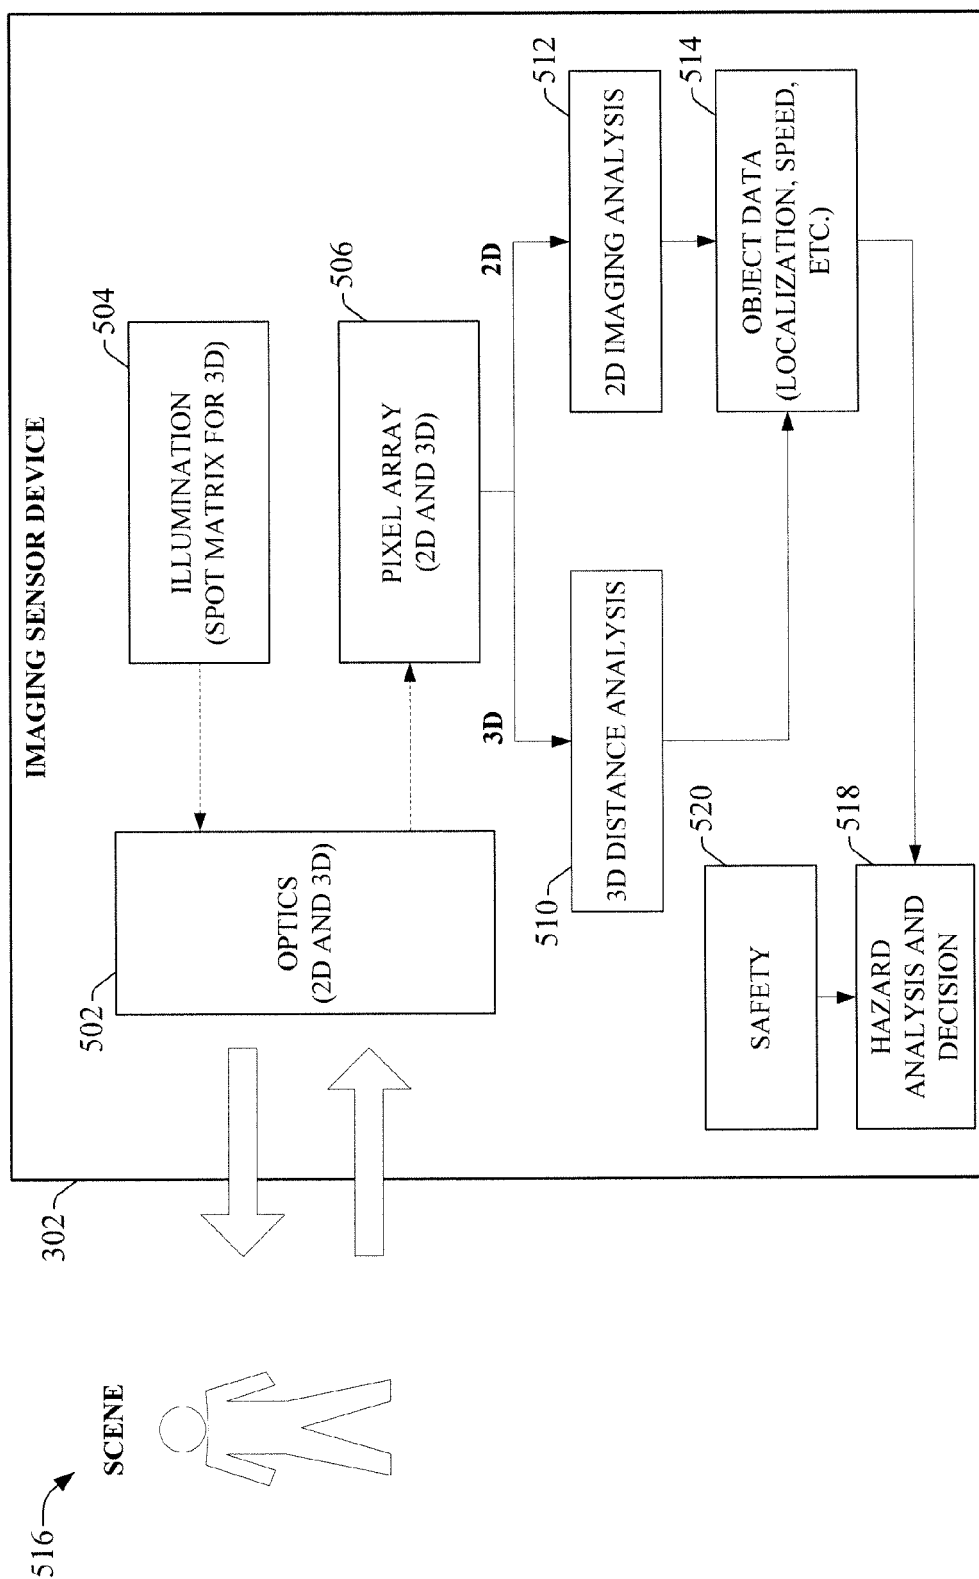 516
SCENE
302
IMAGING SENSOR DEVICE
502
OPTICS
(2D AND 3D)
504
ILLUMINATION
(SPOT MATRIX FOR 3D)
506
PIXEL ARRAY
(2D AND 3D)
3D
2D
510
3D DISTANCE ANALYSIS
512
2D IMAGING ANALYSIS
514
OBJECT DATA
(LOCALIZATION, SPEED,
ETC.)
520
SAFETY
518
HAZARD
ANALYSIS AND
DECISION